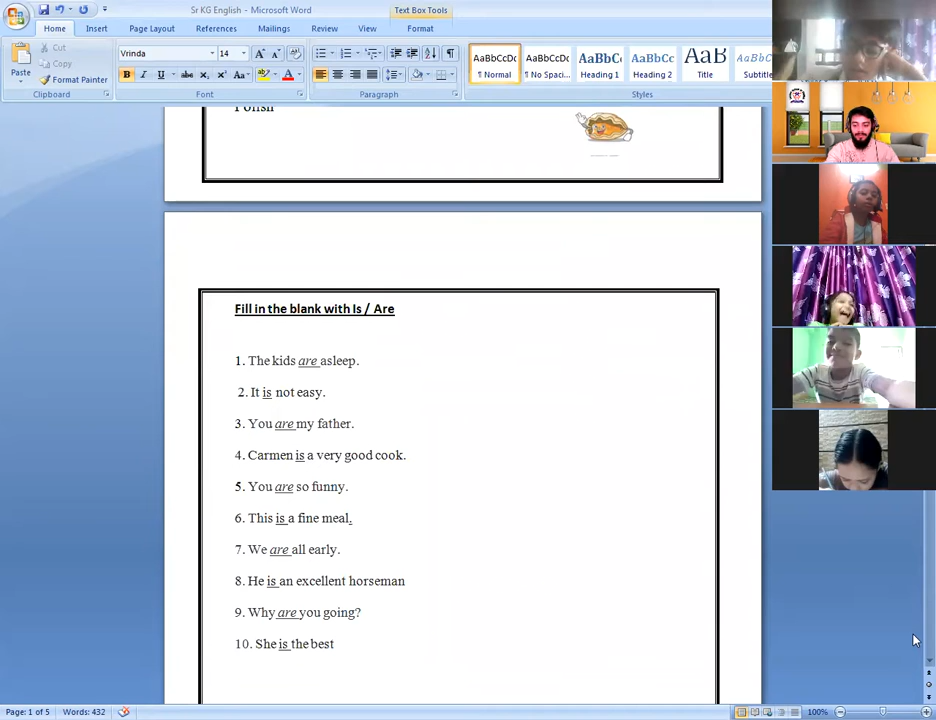 Sr KG English - Microsoft Word
Text Box Tools
Home Insert Page Layout References Mailings Review View Format
Paste
Cut
Copy
Format Painter
Clipboard
Vrinda 14
Font
Paragraph
AaBbCcDc AaBbCcDc AaBbC AaBbCc AaB AaBbCc
¶ Normal ¶ No Spaci... Heading 1 Heading 2 Title Subtitle
Styles
Polish
Fill in the blank with Is / Are
1. The kids are asleep.
2. It is not easy.
3. You are my father.
4. Carmen is a very good cook.
5. You are so funny.
6. This is a fine meal.
7. We are all early.
8. He is an excellent horseman
9. Why are you going?
10. She is the best
Page: 1 of 5 Words: 432 100%